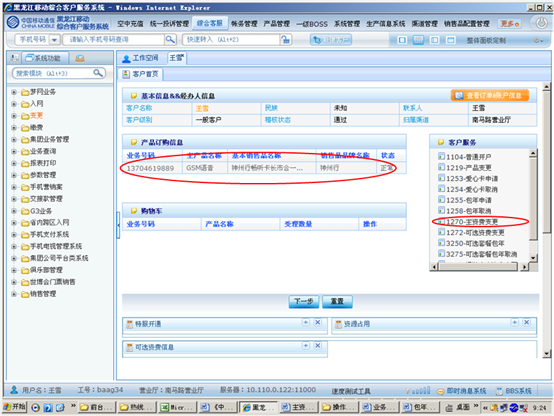 黑龙江移动综合客户服务系统 - Windows Internet Explorer
中国移动通信 CHINA MOBILE 黑龙江移动 综合客户服务系统
空中充值 统一投诉管理 综合客服 账务管理 产品管理 一级BOSS 系统管理 生产信息系统 渠道管理 销售品配置管理 更多
手机号码 请输入手机号码查询 快速转入 (Alt+2) 整体面板定制
系统功能 工作空间 王雪
搜索模块 (Alt+3) 客户首页
梦网业务
入网
变更
缴费
集团业务管理
业务查询
报表打印
参数管理
手机营销案
交接款管理
G3业务
省内园区入网
手机支付系统
手机电视管理系统
集团公司平台类系统
俱乐部管理
世博会门票销售
销售管理
基本信息&&经办人信息
查看订单&账户信息
客户名称 王雪 民族 未知 联系人 王雪
客户级别 一般客户 稽核状态 通过 归属渠道 南马路营业厅
产品订购信息
业务号码 主产品名称 基本销售品名称 销售品品牌名称 状态
13704619889 GSM语音 神州行畅听卡长市合一... 神州行 正常
购物车
业务号码 产品名称 受理数量 操作
客户服务
1104-普通开户
1219-产品变更
1253-爱心卡申请
1254-爱心卡取消
1255-包年申请
1258-包年取消
1270-主资费变更
1272-可选资费变更
3250-可选套餐包年
3275-可选套餐包年取消
下一步 重置
特服开通
资源占用
可选资费信息
用户名：王雪 工号：baag34 营业厅：南马路营业厅 服务器：10.110.0.122:11000 速度测试工具 即时消息系统 BBS系统
开始 前台... 热线... Micr... 《中... 黑龙... 主资... 操作... 业务... 包年... 桌面 9:24